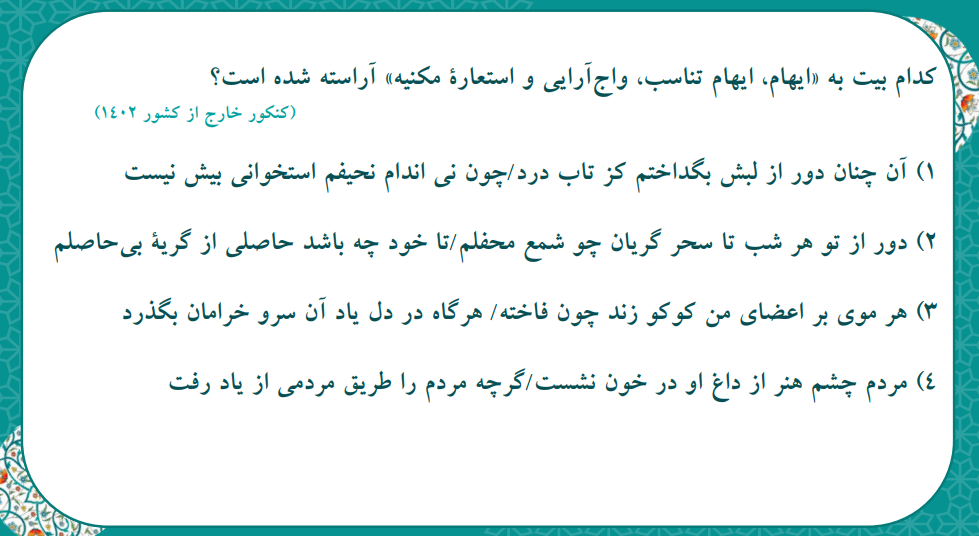 کدام بیت به «ایهام، ایهام تناسب، واج‌آرایی و استعارهٔ مکنیه» آراسته شده است؟
(کنکور خارج از کشور ۱٤۰۲)
۱) آن چنان دور از لبش بگداختم کز تاب درد/چون نی اندام نحیفم استخوانی بیش نیست
۲) دور از تو هر شب تا سحر گریان چو شمع محفلم/تا خود چه باشد حاصلی از گریهٔ بی‌حاصلم
۳) هر موی بر اعضای من کوکو زند چون فاخته/ هرگاه در دل یاد آن سرو خرامان بگذرد
٤) مردم چشم هنر از داغ او در خون نشست/گرچه مردم را طریق مردمی از یاد رفت